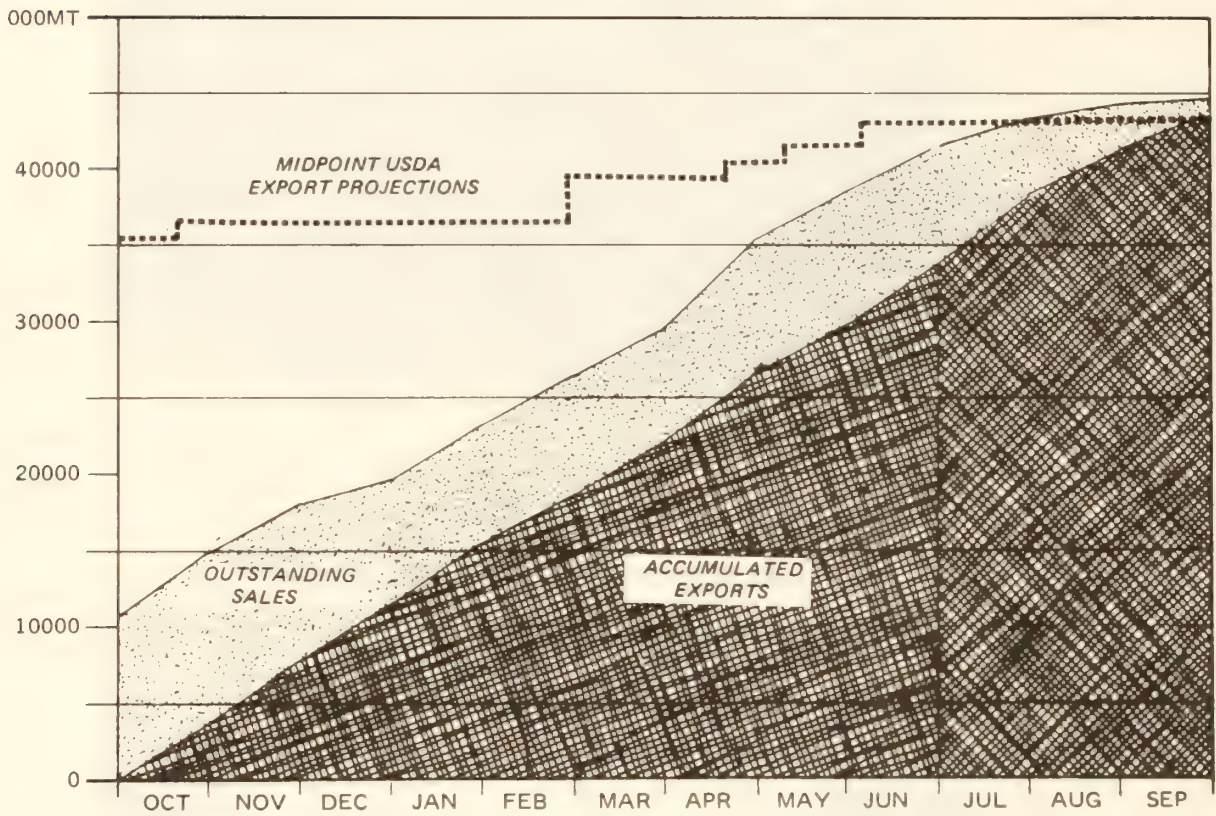 000MT
MIDPOINT USDA
EXPORT PROJECTIONS
40000
30000
20000
OUTSTANDING
SALES
ACCUMULATED
EXPORTS
10000
0
OCT NOV DEC JAN FEB MAR APR MAY JUN JUL AUG SEP